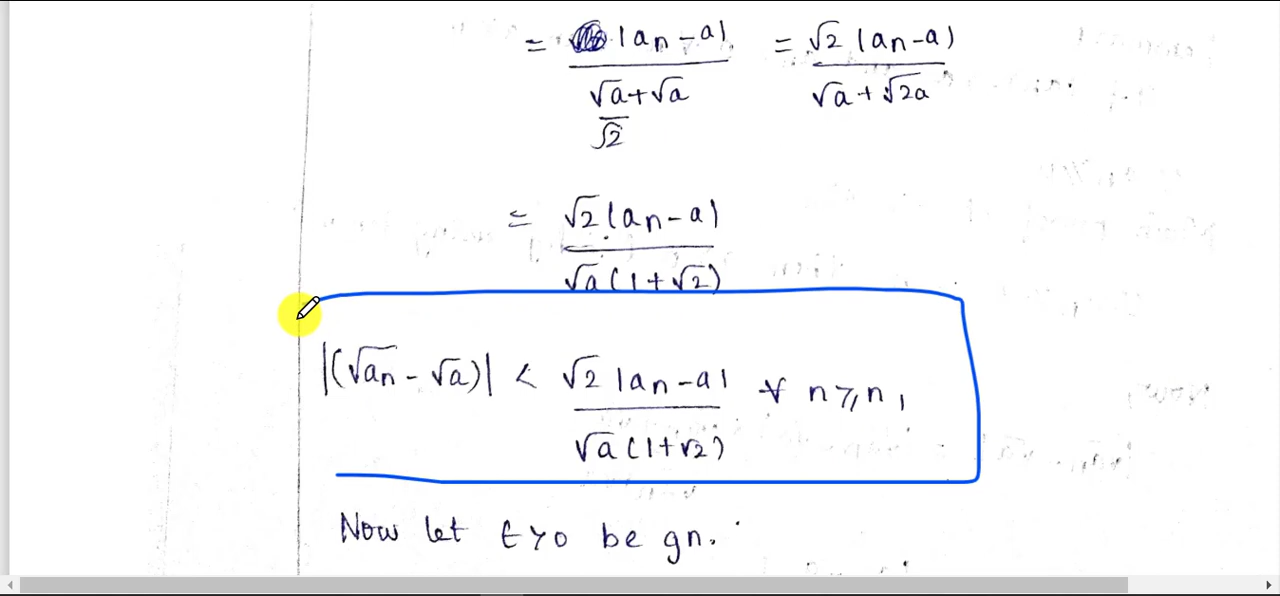 = |an - a| / (√a/√2 + √a) = √2 |an - a| / (√a + √2a)
= √2 |an - a| / √a (1 + √2)
|(√an - √a)| < √2 |an - a| / √a (1 + √2) ∀ n ≥ n1
Now let ε > 0 be gn.